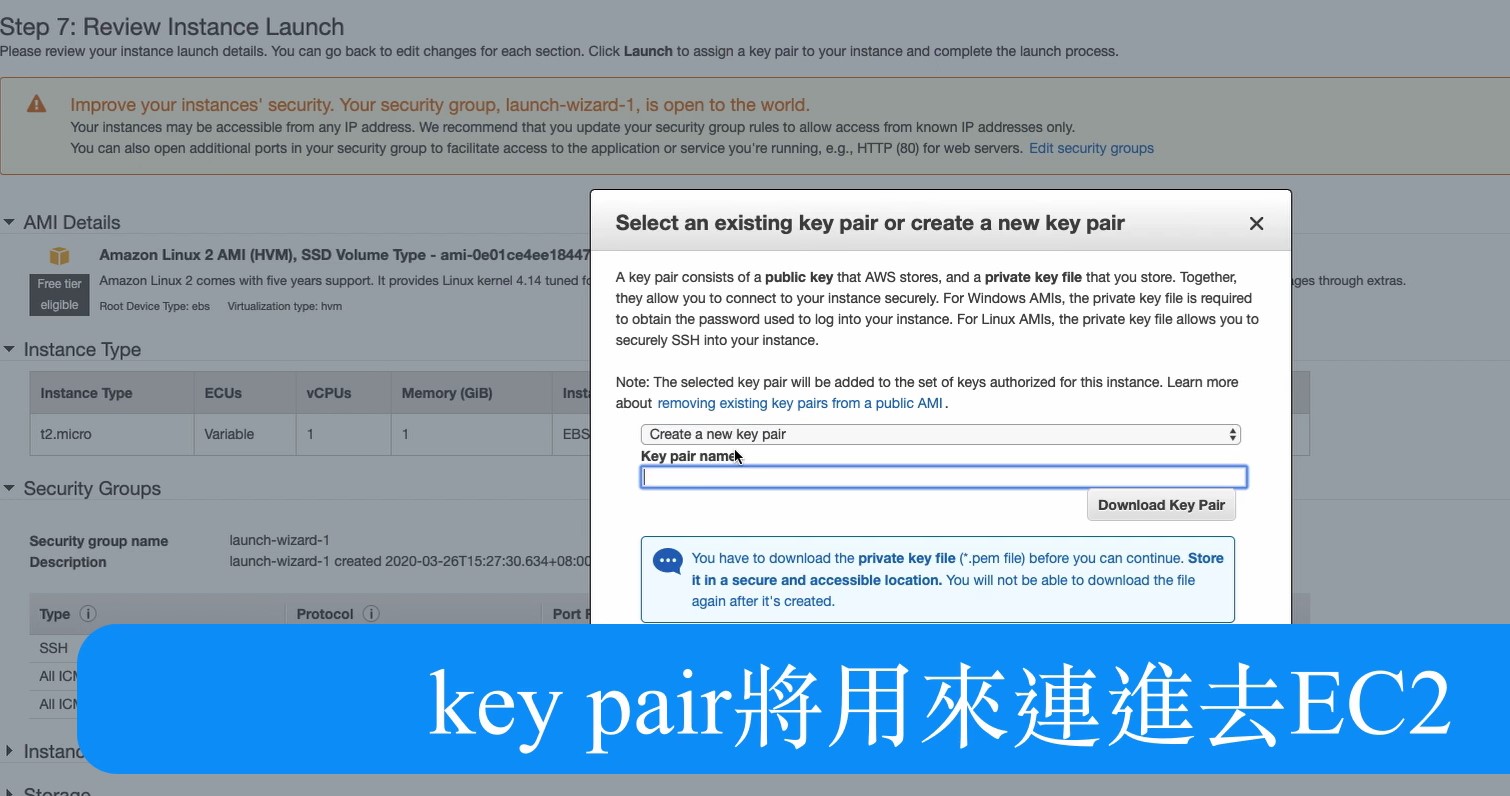 Step 7: Review Instance Launch
Please review your instance launch details. You can go back to edit changes for each section. Click Launch to assign a key pair to your instance and complete the launch process.
Improve your instances' security. Your security group, launch-wizard-1, is open to the world.
Your instances may be accessible from any IP address. We recommend that you update your security group rules to allow access from known IP addresses only.
You can also open additional ports in your security group to facilitate access to the application or service you're running, e.g., HTTP (80) for web servers. Edit security groups
AMI Details
Amazon Linux 2 AMI (HVM), SSD Volume Type - ami-0e01ce4ee18447
Free tier
eligible
Amazon Linux 2 comes with five years support. It provides Linux kernel 4.14 tuned
ges through extras.
Root Device Type: ebs Virtualization type: hvm
Instance Type
Instance Type ECUs vCPUs Memory (GiB)
t2.micro Variable 1 1 EBS
Security Groups
Security group name launch-wizard-1
Description launch-wizard-1 created 2020-03-26T15:27:30.634+08:00
Type Protocol Port
SSH
All
All
Storage
Select an existing key pair or create a new key pair
A key pair consists of a public key that AWS stores, and a private key file that you store. Together,
they allow you to connect to your instance securely. For Windows AMIs, the private key file is required
to obtain the password used to log into your instance. For Linux AMIs, the private key file allows you to
securely SSH into your instance.
Note: The selected key pair will be added to the set of keys authorized for this instance. Learn more
about removing existing key pairs from a public AMI .
Create a new key pair
Key pair name
Download Key Pair
You have to download the private key file (*.pem file) before you can continue. Store
it in a secure and accessible location. You will not be able to download the file
again after it's created.
key pair將用來連進去EC2